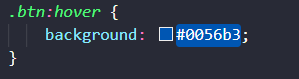 .btn:hover {
    background: #0056b3;
}